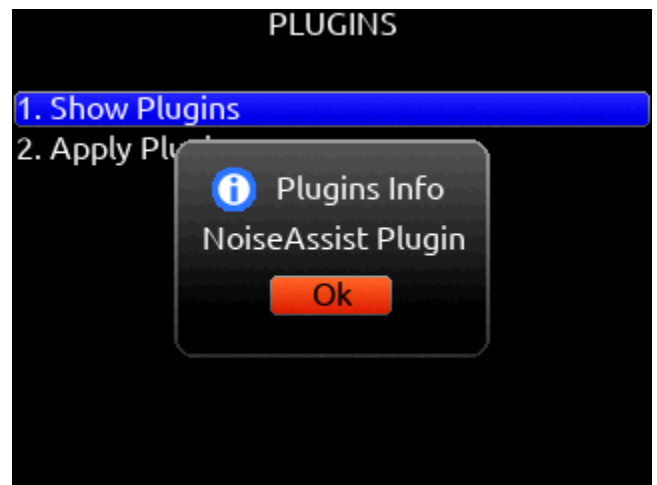 PLUGINS
1. Show Plugins
2. Apply
Plugins Info
NoiseAssist Plugin
Ok